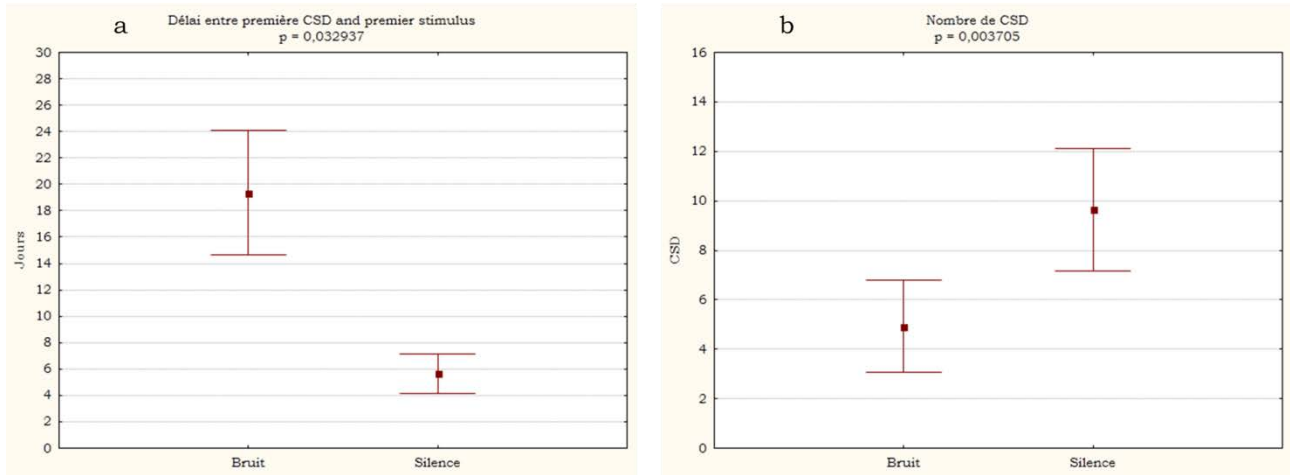 a
Délai entre première CSD and premier stimulus
p = 0,032937
30
28
26
24
22
20
18
16
14
12
10
8
6
4
2
0
Jours
Bruit Silence
b
Nombre de CSD
p = 0,003705
16
14
12
10
8
6
4
2
0
CSD
Bruit Silence